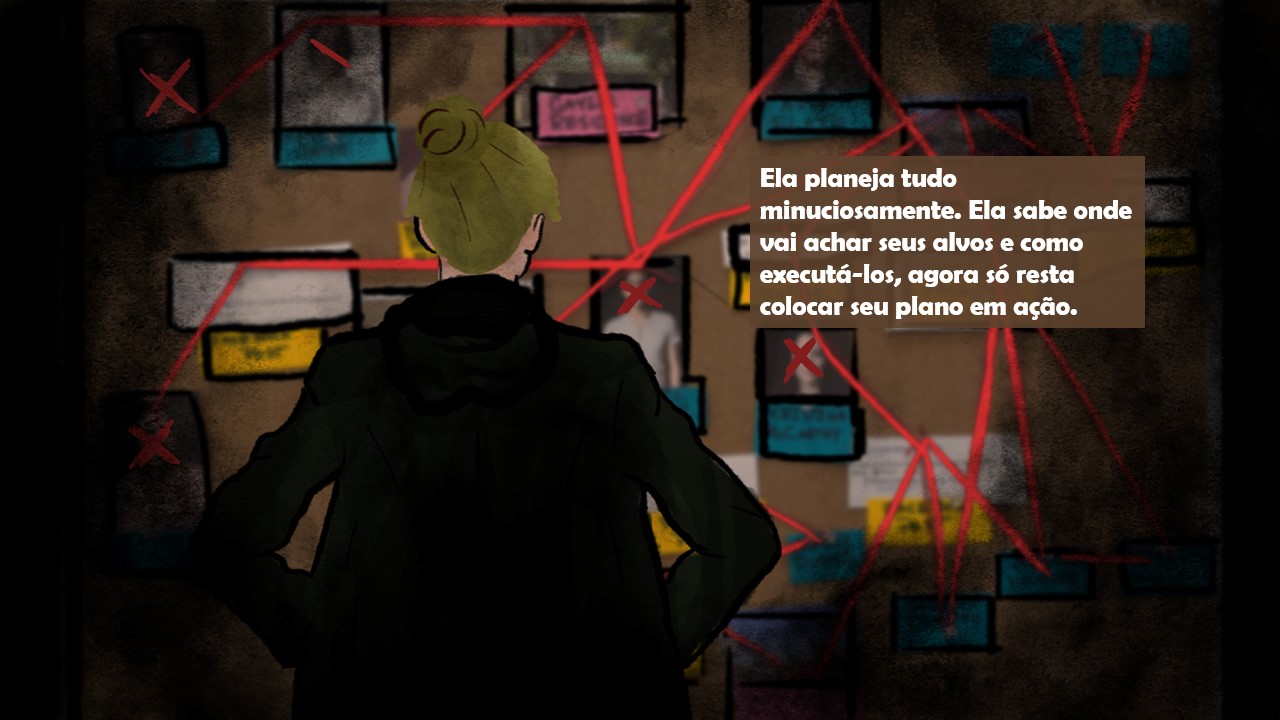 Ela planeja tudo
minuciosamente. Ela sabe onde
vai achar seus alvos e como
executá-los, agora só resta
colocar seu plano em ação.